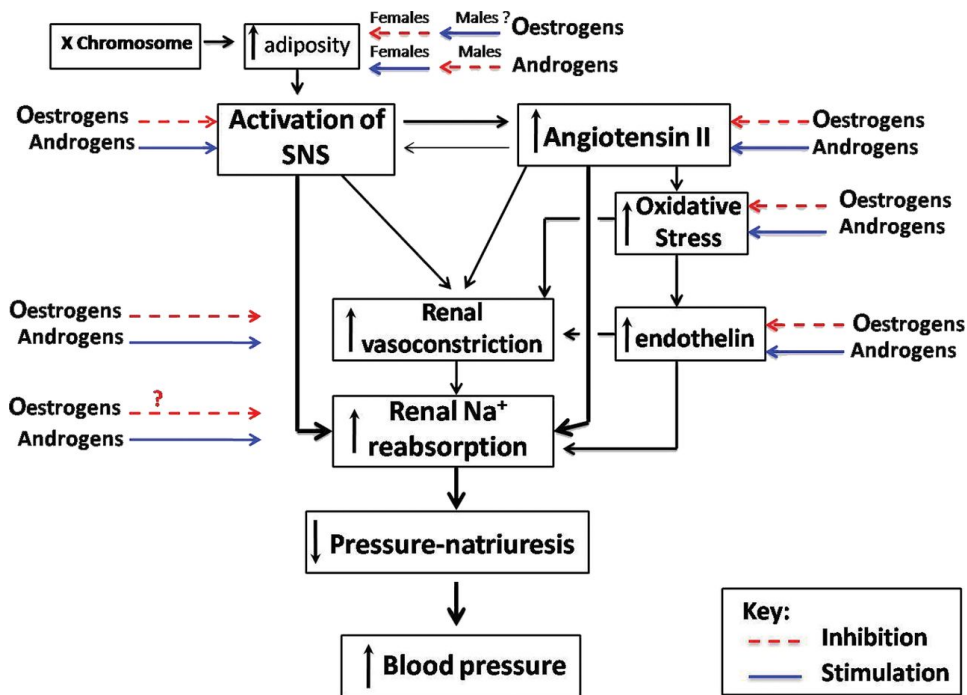 Females Males ? Oestrogens
X Chromosome
adiposity
Females Males Androgens
Oestrogens
Androgens
Activation of
SNS
Angiotensin II
Oestrogens
Androgens
Oxidative
Stress
Oestrogens
Androgens
Oestrogens
Androgens
Renal
vasoconstriction
endothelin
Oestrogens
Androgens
?
Oestrogens
Androgens
Renal Na⁺
reabsorption
Pressure-natriuresis
Blood pressure
Key:
Inhibition
Stimulation